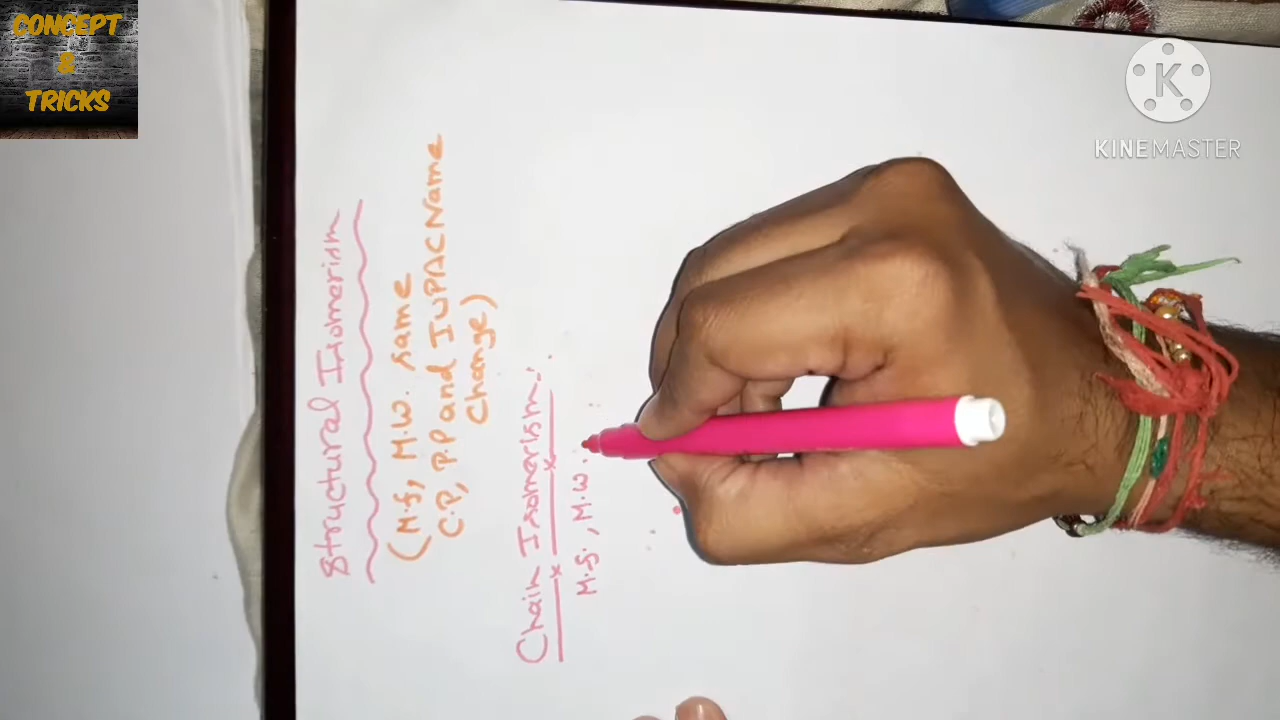 CONCEPT
&
TRICKS
K
KINEMASTER
Structural Isomerism
(M.f, M.W. same
C.P, P.P and IUPAC Name
Change)
Chain Isomerism:.
M.f., M.W.